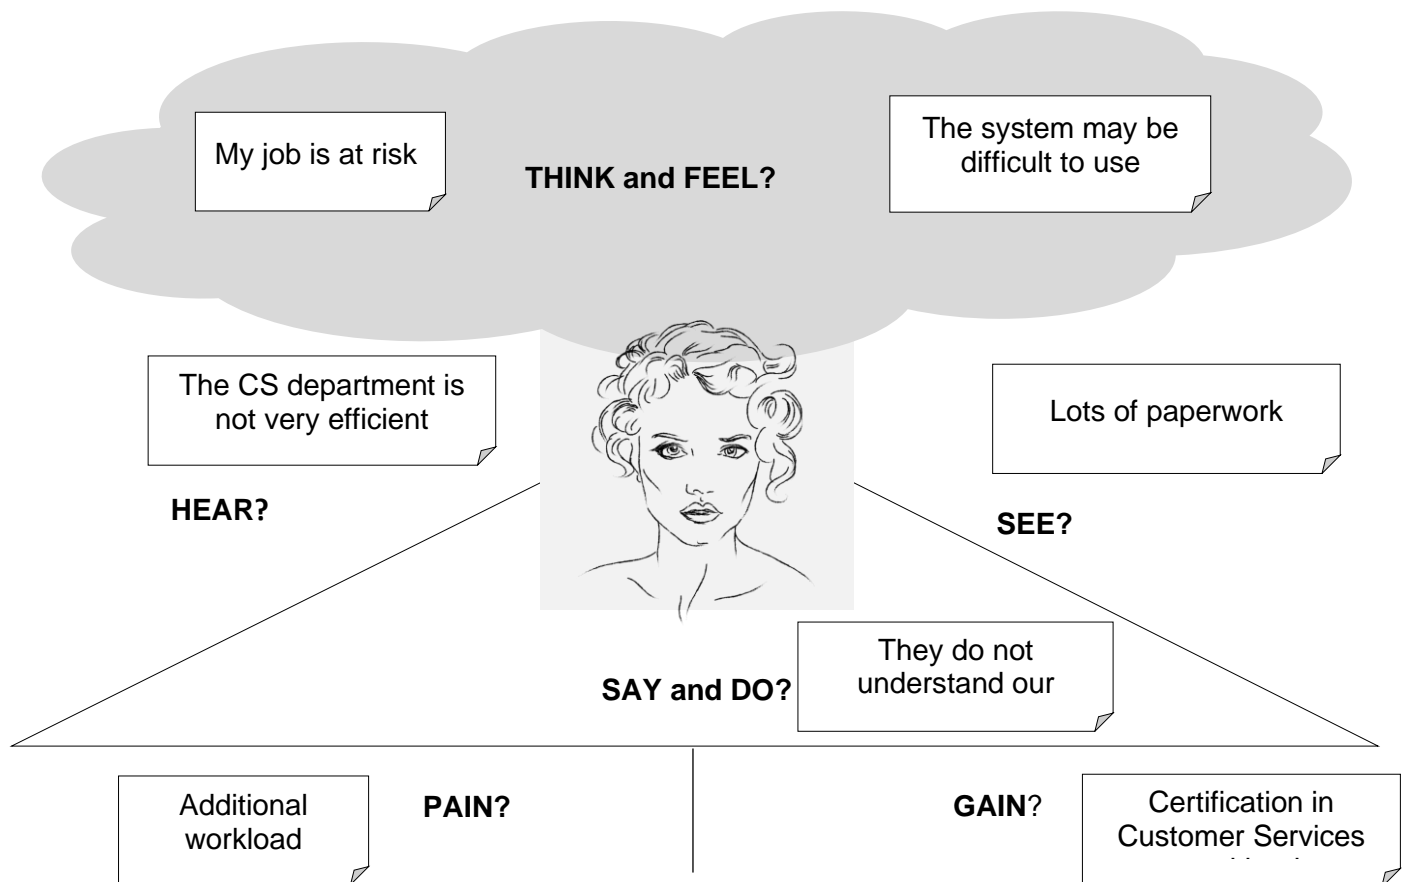 My job is at risk
THINK and FEEL?
The system may be
difficult to use
The CS department is
not very efficient
Lots of paperwork
HEAR?
SEE?
They do not
understand our
SAY and DO?
Additional
workload
PAIN?
GAIN?
Certification in
Customer Services